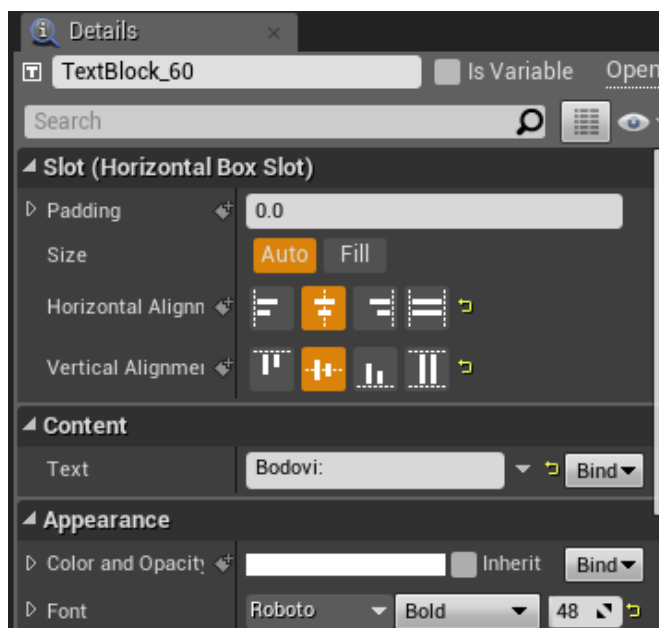 Details
TextBlock_60 Is Variable Open
Search
Slot (Horizontal Box Slot)
Padding 0.0
Size Auto Fill
Horizontal Alignn
Vertical Alignmei
Content
Text Bodovi: Bind
Appearance
Color and Opacity Inherit Bind
Font Roboto Bold 48